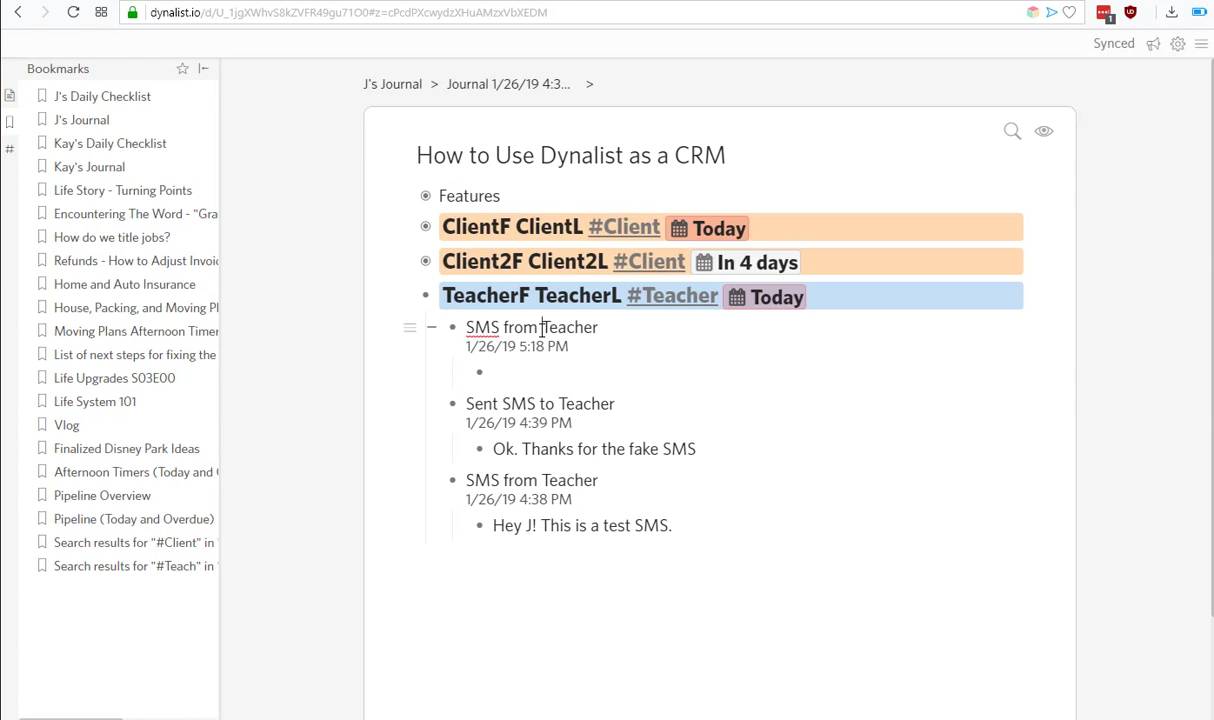 dynalist.io/d/U_1jgXWhvS8kZVFR49gu71O0#z=cPcdPXcwydzXHuAMzxVbXEDM
1
UD
Synced
Bookmarks
J's Daily Checklist
J's Journal
Kay's Daily Checklist
Kay's Journal
Life Story - Turning Points
Encountering The Word - "Gra
How do we title jobs?
Refunds - How to Adjust Invoic
Home and Auto Insurance
House, Packing, and Moving Pl
Moving Plans Afternoon Timer
List of next steps for fixing the
Life Upgrades S03E00
Life System 101
Vlog
Finalized Disney Park Ideas
Afternoon Timers (Today and
Pipeline Overview
Pipeline (Today and Overdue)
Search results for "#Client" in
Search results for "#Teach" in
J's Journal > Journal 1/26/19 4:3... >
How to Use Dynalist as a CRM
Features
ClientF ClientL #Client Today
Client2F Client2L #Client In 4 days
TeacherF TeacherL #Teacher Today
SMS from Teacher
1/26/19 5:18 PM
Sent SMS to Teacher
1/26/19 4:39 PM
Ok. Thanks for the fake SMS
SMS from Teacher
1/26/19 4:38 PM
Hey J! This is a test SMS.